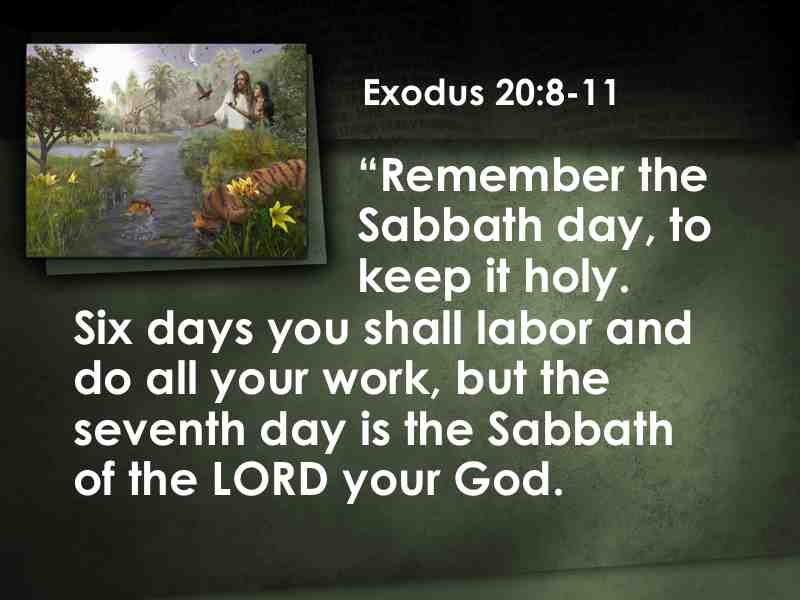 Exodus 20:8-11
“Remember the
Sabbath day, to
keep it holy.
Six days you shall labor and
do all your work, but the
seventh day is the Sabbath
of the LORD your God.